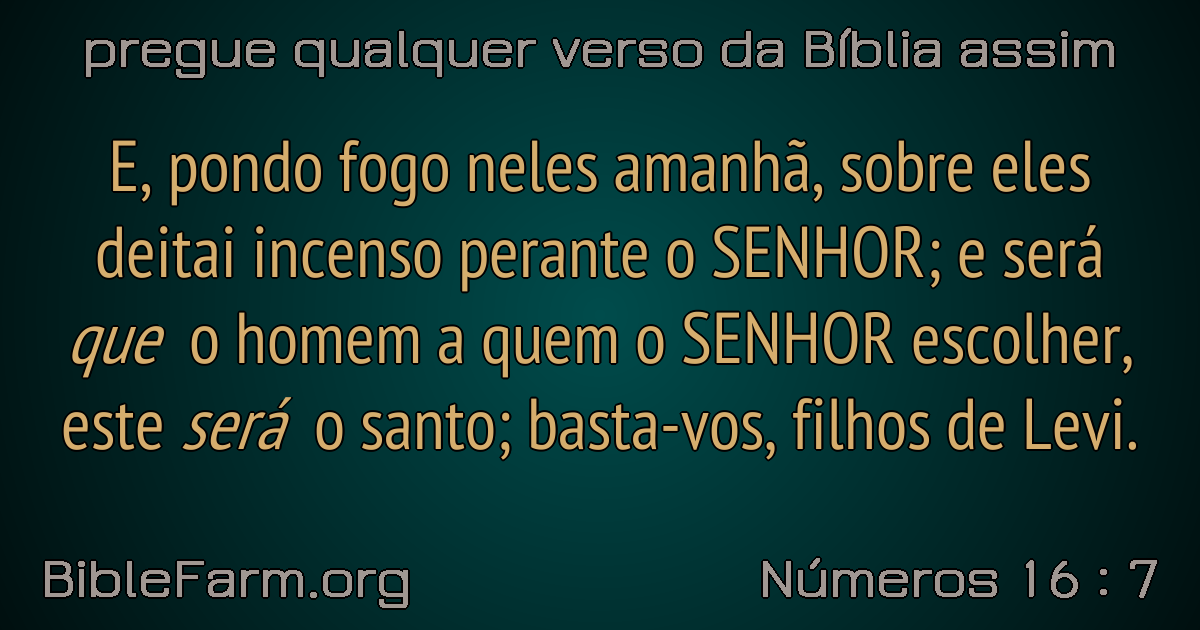 pregue qualquer verso da Bíblia assim
E, pondo fogo neles amanhã, sobre eles
deitai incenso perante o SENHOR; e será
que o homem a quem o SENHOR escolher,
este será o santo; basta-vos, filhos de Levi.
BibleFarm.org
Números 16 : 7